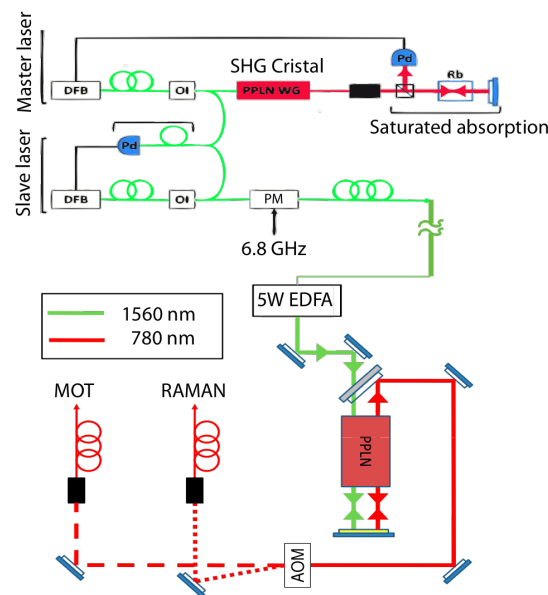 Master laser
DFB
OI
SHG Cristal
PPLN WG
Pd
Rb
Saturated absorption
Slave laser
Pd
DFB
OI
PM
6.8 GHz
5W EDFA
1560 nm
780 nm
MOT
RAMAN
PPLN
AOM